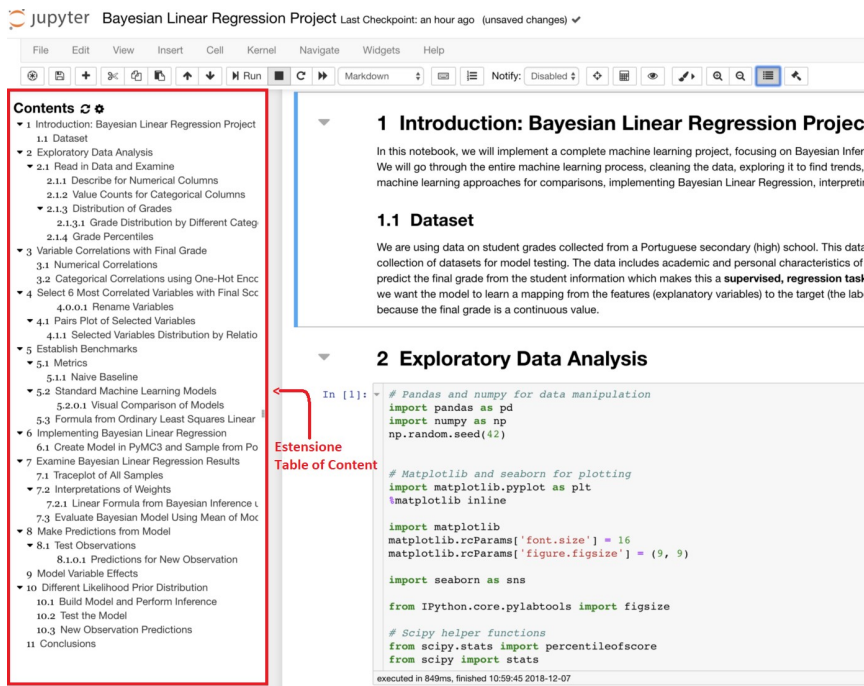 jupyter Bayesian Linear Regression Project Last Checkpoint: an hour ago (unsaved changes)
File Edit View Insert Cell Kernel Navigate Widgets Help
Run Markdown Notify: Disabled
Contents
1 Introduction: Bayesian Linear Regression Project
1.1 Dataset
2 Exploratory Data Analysis
2.1 Read in Data and Examine
2.1.1 Describe for Numerical Columns
2.1.2 Value Counts for Categorical Columns
2.1.3 Distribution of Grades
2.1.3.1 Grade Distribution by Different Categ
2.1.4 Grade Percentiles
3 Variable Correlations with Final Grade
3.1 Numerical Correlations
3.2 Categorical Correlations using One-Hot Enc
4 Select 6 Most Correlated Variables with Final Sc
4.0.0.1 Rename Variables
4.1 Pairs Plot of Selected Variables
4.1.1 Selected Variables Distribution by Relatio
5 Establish Benchmarks
5.1 Metrics
5.1.1 Naive Baseline
5.2 Standard Machine Learning Models
5.2.0.1 Visual Comparison of Models
5.3 Formula from Ordinary Least Squares Linear
6 Implementing Bayesian Linear Regression
6.1 Create Model in PyMC3 and Sample from Po
7 Examine Bayesian Linear Regression Results
7.1 Traceplot of All Samples
7.2 Interpretations of Weights
7.2.1 Linear Formula from Bayesian Inference
7.3 Evaluate Bayesian Model Using Mean of Mo
8 Make Predictions from Model
8.1 Test Observations
8.1.0.1 Predictions for New Observation
9 Model Variable Effects
10 Different Likelihood Prior Distribution
10.1 Build Model and Perform Inference
10.2 Test the Model
10.3 New Observation Predictions
11 Conclusions
Estensione
Table of Content
1 Introduction: Bayesian Linear Regression Projec
In this notebook, we will implement a complete machine learning project, focusing on Bayesian Infer
We will go through the entire machine learning process, cleaning the data, exploring it to find trends,
machine learning approaches for comparisons, implementing Bayesian Linear Regression, interpretin
1.1 Dataset
We are using data on student grades collected from a Portuguese secondary (high) school. This data
collection of datasets for model testing. The data includes academic and personal characteristics of
predict the final grade from the student information which makes this a supervised, regression task
we want the model to learn a mapping from the features (explanatory variables) to the target (the lab
because the final grade is a continuous value.
2 Exploratory Data Analysis
In [1]:
# Pandas and numpy for data manipulation
import pandas as pd
import numpy as np
np.random.seed(42)
# Matplotlib and seaborn for plotting
import matplotlib.pyplot as plt
%matplotlib inline
import matplotlib
matplotlib.rcParams['font.size'] = 16
matplotlib.rcParams['figure.figsize'] = (9, 9)
import seaborn as sns
from IPython.core.pylabtools import figsize
# Scipy helper functions
from scipy.stats import percentileofscore
from scipy import stats
executed in 849ms, finished 10:59:45 2018-12-07